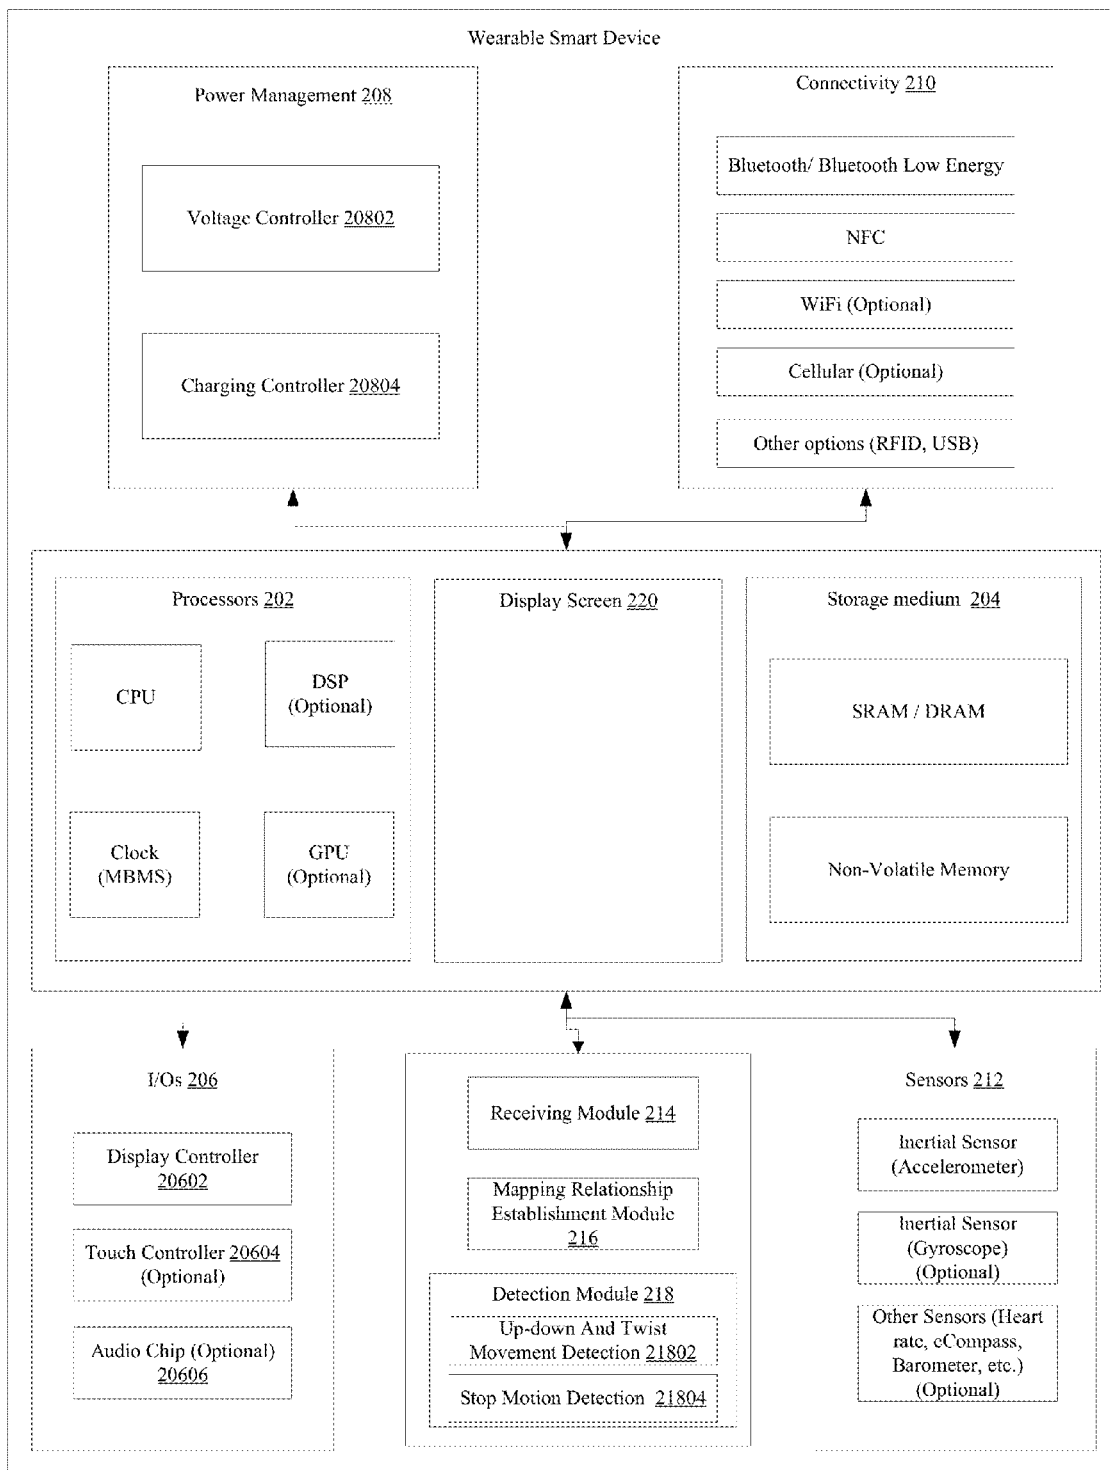 Wearable Smart Device
Power Management 208
Voltage Controller 20802
Charging Controller 20804
Connectivity 210
Bluetooth/ Bluetooth Low Energy
NFC
WiFi (Optional)
Cellular (Optional)
Other options (RFID, USB)
Processors 202
CPU
DSP
(Optional)
Clock
(MBMS)
GPU
(Optional)
Display Screen 220
Storage medium 204
SRAM / DRAM
Non-Volatile Memory
I/Os 206
Display Controller
20602
Touch Controller 20604
(Optional)
Audio Chip (Optional)
20606
Receiving Module 214
Mapping Relationship
Establishment Module
216
Detection Module 218
Up-down And Twist
Movement Detection 21802
Stop Motion Detection 21804
Sensors 212
Inertial Sensor
(Accelerometer)
Inertial Sensor
(Gyroscope)
(Optional)
Other Sensors (Heart
rate, eCompass,
Barometer, etc.)
(Optional)